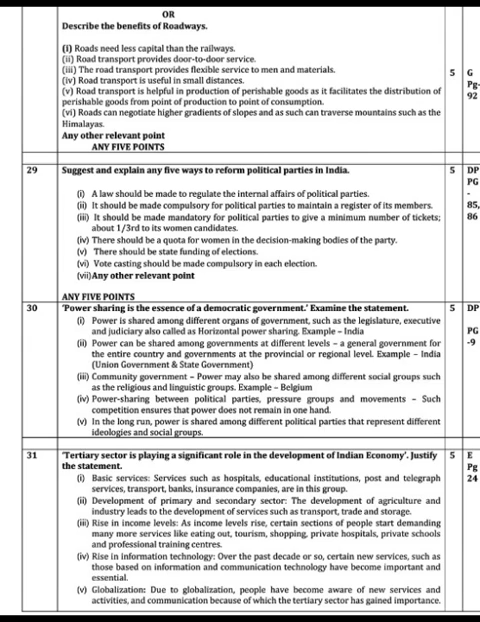 OR
Describe the benefits of Roadways.
(i) Roads need less capital than the railways.
(ii) Road transport provides door-to-door service.
(iii) The road transport provides flexible service to men and materials.
(iv) Road transport is useful in small distances.
(v) Road transport is helpful in production of perishable goods as it facilitates the distribution of
perishable goods from point of production to point of consumption.
(vi) Roads can negotiate higher gradients of slopes and as such can traverse mountains such as the
Himalayas.
Any other relevant point
ANY FIVE POINTS
5 G
Pg-
92
29 Suggest and explain any five ways to reform political parties in India. 5 DP
PG
-
85,
86
(i) A law should be made to regulate the internal affairs of political parties.
(ii) It should be made compulsory for political parties to maintain a register of its members.
(iii) It should be made mandatory for political parties to give a minimum number of tickets;
about 1/3rd to its women candidates.
(iv) There should be a quota for women in the decision-making bodies of the party.
(v) There should be state funding of elections.
(vi) Vote casting should be made compulsory in each election.
(vii)Any other relevant point
ANY FIVE POINTS
30 'Power sharing is the essence of a democratic government.' Examine the statement. 5 DP
PG
-9
(i) Power is shared among different organs of government, such as the legislature, executive
and judiciary also called as Horizontal power sharing. Example – India
(ii) Power can be shared among governments at different levels – a general government for
the entire country and governments at the provincial or regional level. Example - India
(Union Government & State Government)
(iii) Community government – Power may also be shared among different social groups such
as the religious and linguistic groups. Example – Belgium
(iv) Power-sharing between political parties, pressure groups and movements – Such
competition ensures that power does not remain in one hand.
(v) In the long run, power is shared among different political parties that represent different
ideologies and social groups.
31 'Tertiary sector is playing a significant role in the development of Indian Economy'. Justify 5 E
the statement. Pg
24
(i) Basic services: Services such as hospitals, educational institutions, post and telegraph
services, transport, banks, insurance companies, are in this group.
(ii) Development of primary and secondary sector: The development of agriculture and
industry leads to the development of services such as transport, trade and storage.
(iii) Rise in income levels: As income levels rise, certain sections of people start demanding
many more services like eating out, tourism, shopping, private hospitals, private schools
and professional training centres.
(iv) Rise in information technology: Over the past decade or so, certain new services, such as
those based on information and communication technology have become important and
essential.
(v) Globalization: Due to globalization, people have become aware of new services and
activities, and communication because of which the tertiary sector has gained importance.